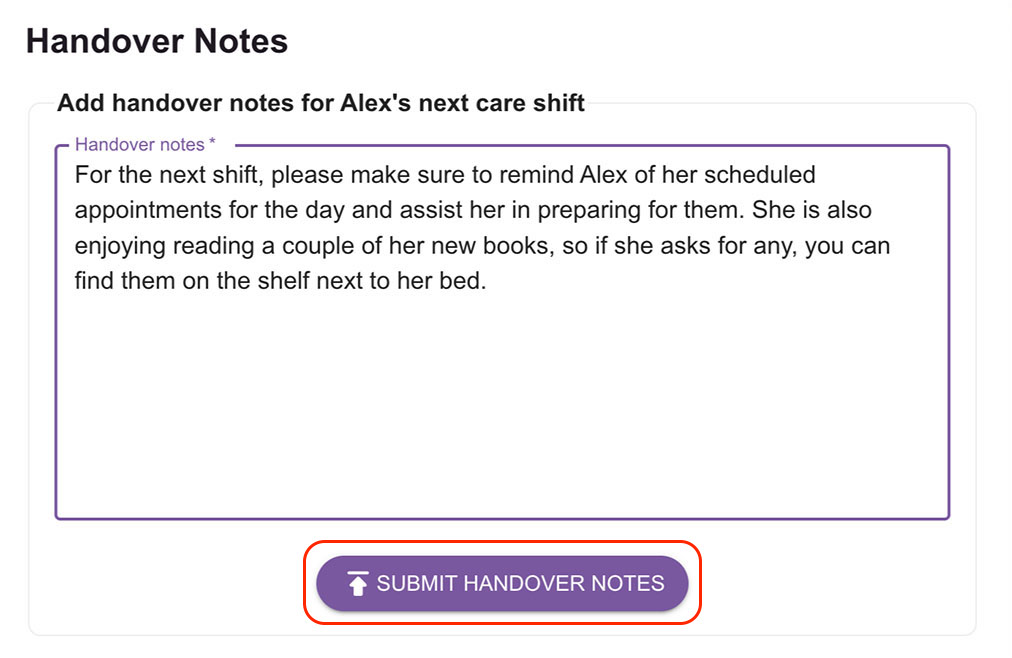 Handover Notes
Add handover notes for Alex's next care shift
Handover notes *
For the next shift, please make sure to remind Alex of her scheduled
appointments for the day and assist her in preparing for them. She is also
enjoying reading a couple of her new books, so if she asks for any, you can
find them on the shelf next to her bed.
SUBMIT HANDOVER NOTES